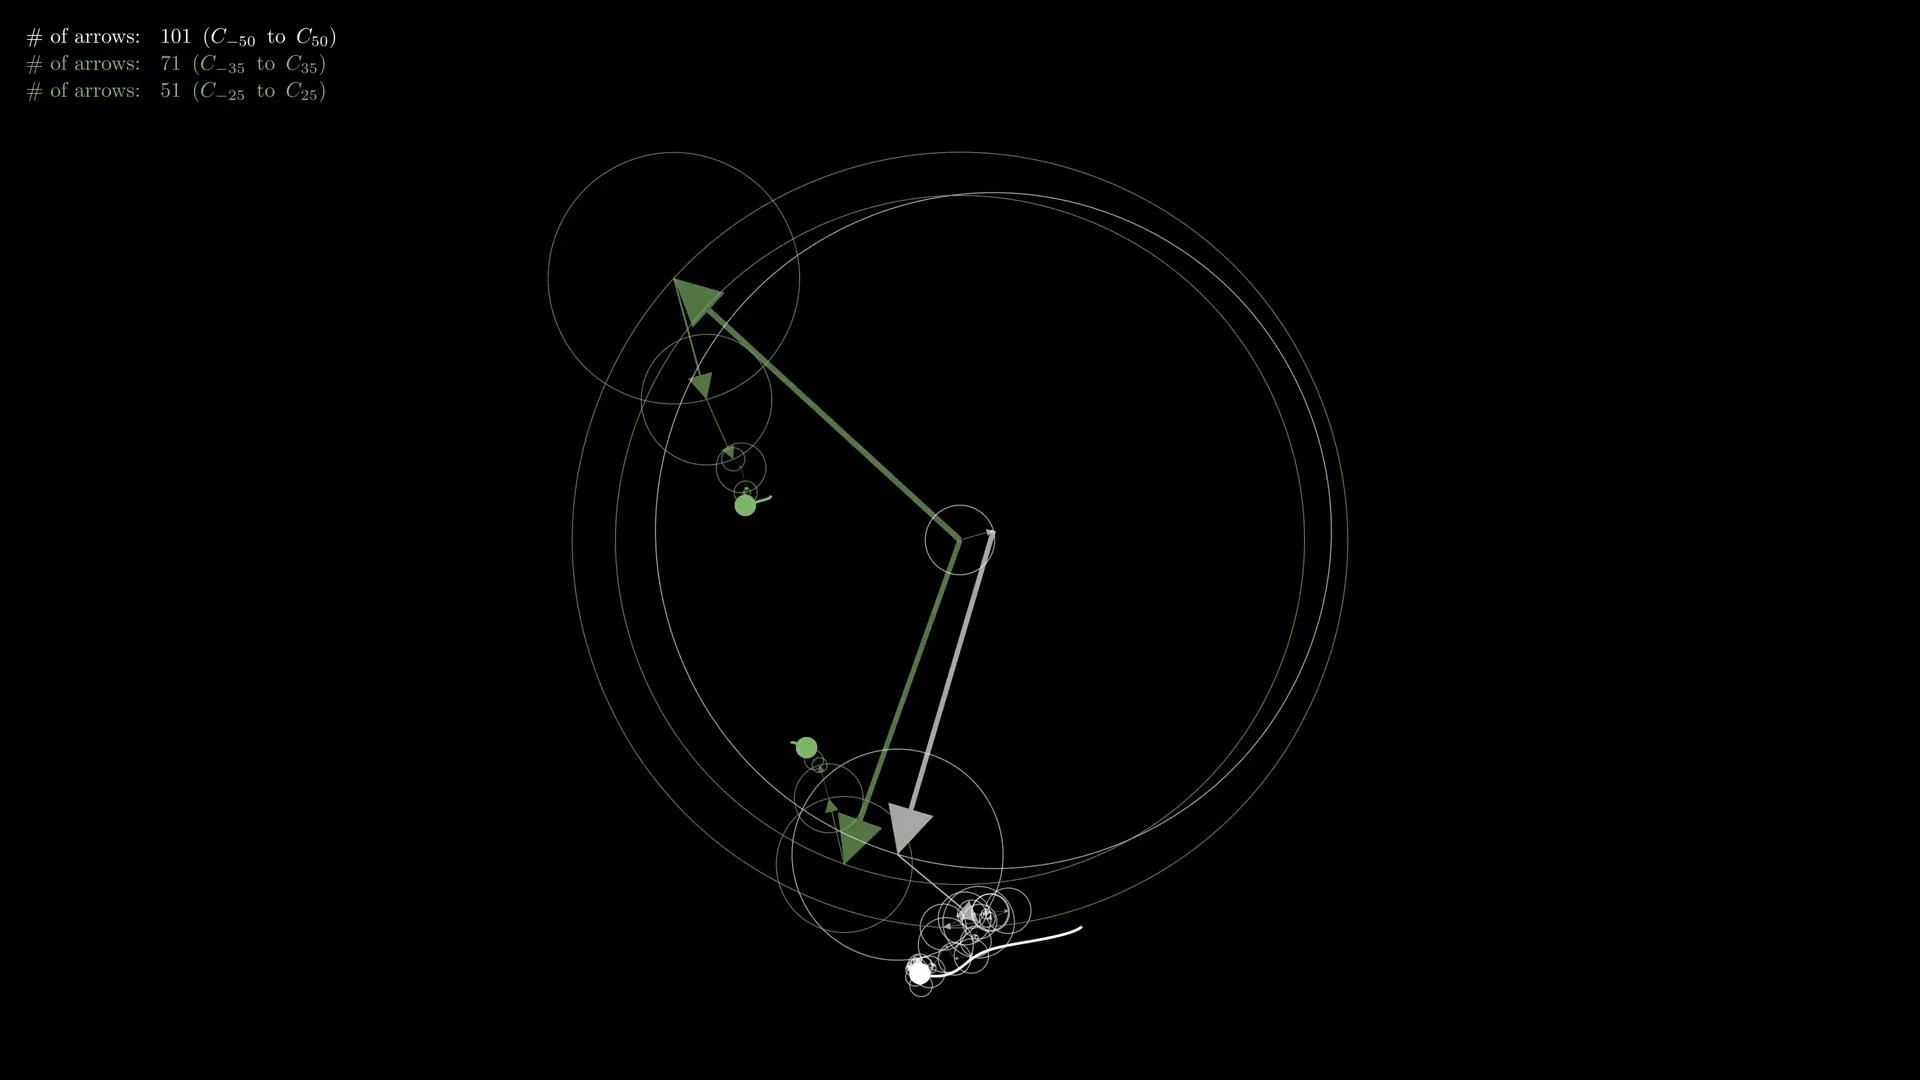 # of arrows: 101 (C₋₅₀ to C₅₀)
# of arrows: 71 (C₋₃₅ to C₃₅)
# of arrows: 51 (C₋₂₅ to C₂₅)